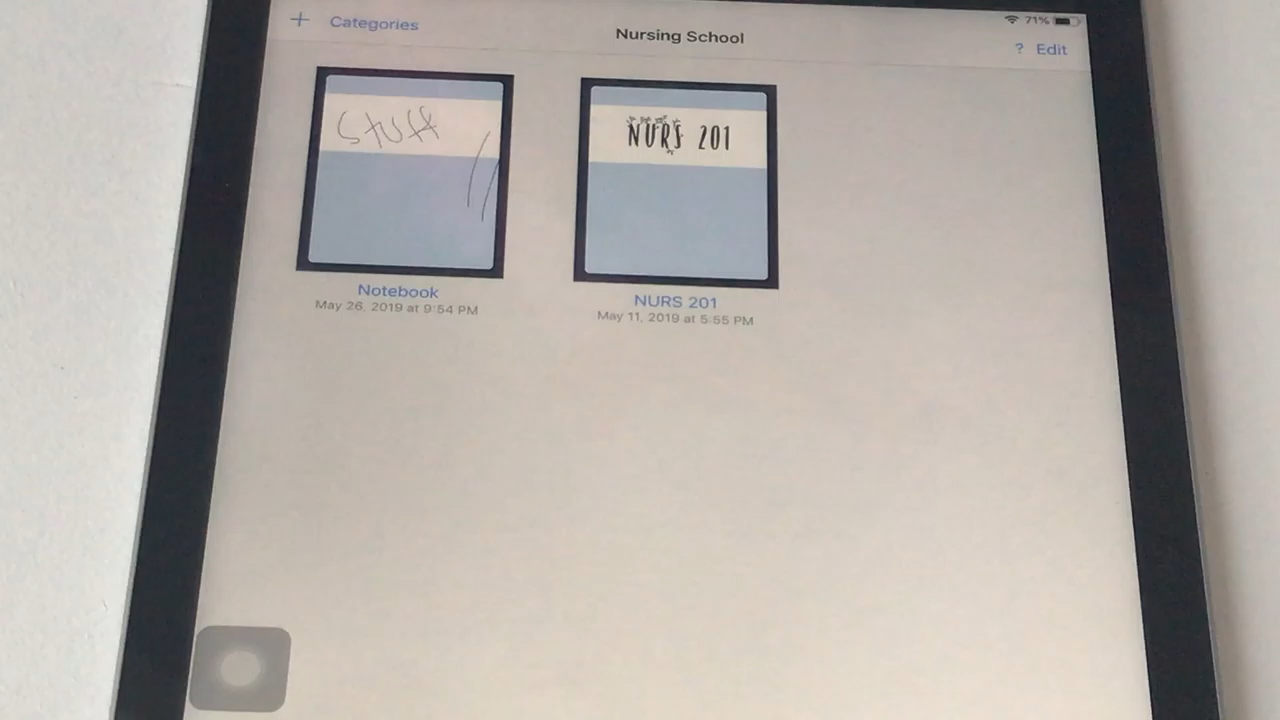 + Categories
Nursing School
71%
? Edit
Stuff
NURS 201
Notebook
May 26, 2019 at 9:54 PM
NURS 201
May 11, 2019 at 5:55 PM